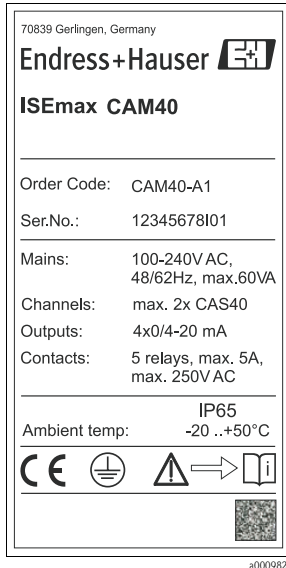 70839 Gerlingen, Germany
Endress+Hauser EH
ISEmax CAM40
Order Code: CAM40-A1
Ser.No.: 12345678I01
Mains: 100-240V AC,
48/62Hz, max.60VA
Channels: max. 2x CAS40
Outputs: 4x0/4-20 mA
Contacts: 5 relays, max. 5A,
max. 250V AC
IP65
Ambient temp: -20 ..+50°C
CE i
a000982